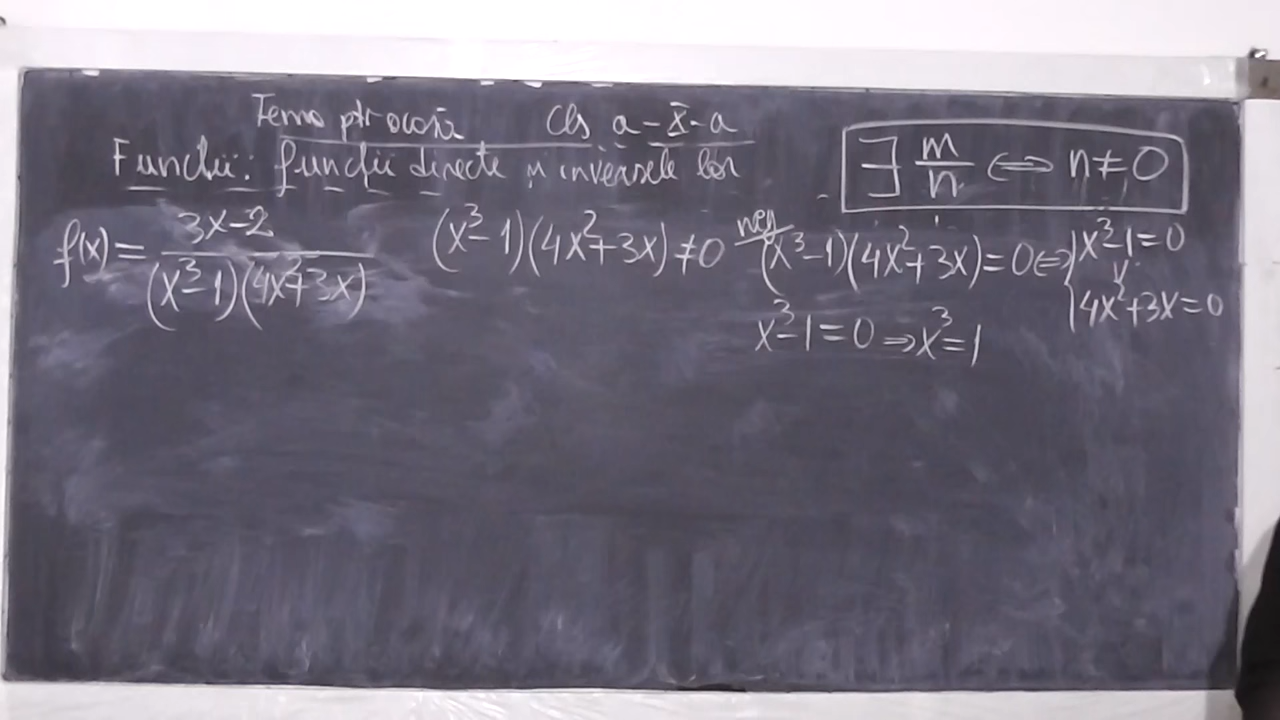 Tema ptr acasă cls a-X-a
Funcții: funcții directe și inversele lor
∃ m/n ⇔ n≠0
f(x) = (3x-2)/((x³-1)(4x²+3x))
(x³-1)(4x²+3x)≠0 neg (x³-1)(4x²+3x)=0 ⇔ { x³-1=0
∨
4x²+3x=0
x³-1=0 ⇒ x³=1